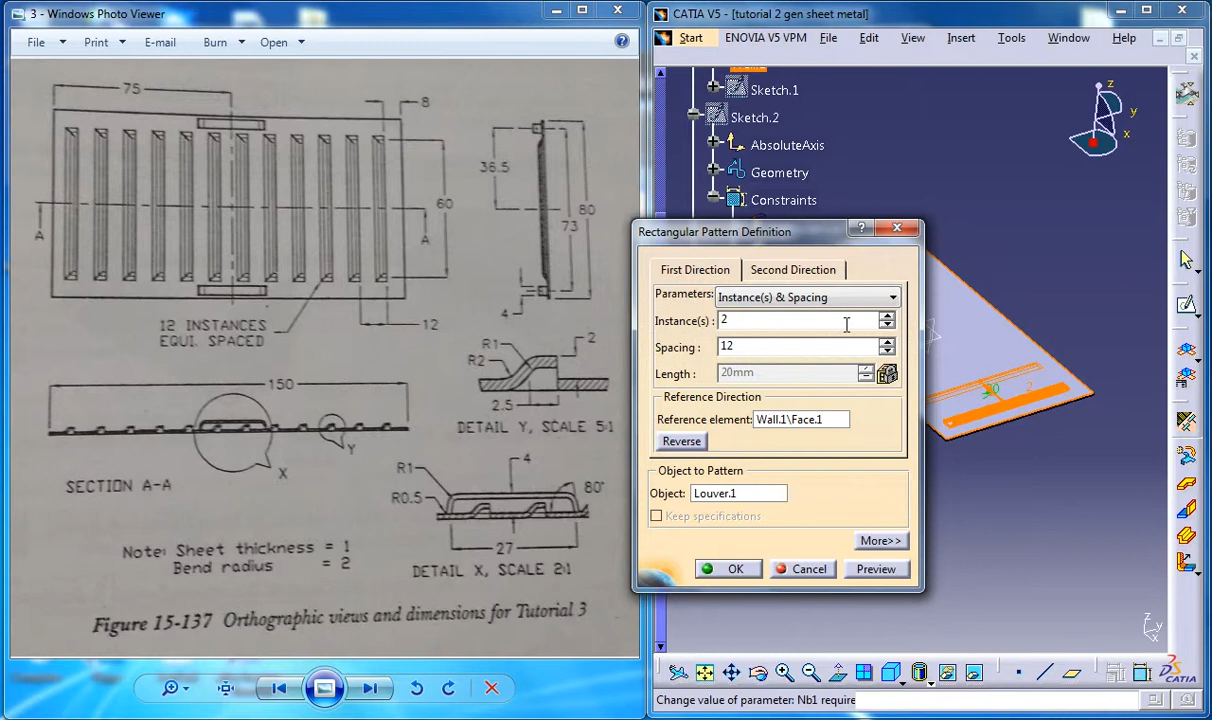 3 - Windows Photo Viewer
File Print E-mail Burn Open
75
8
36.5
60
80
73
A
A
4
12 INSTANCES
EQUI. SPACED
12
R1
2
R2
150
2.5
DETAIL Y, SCALE 5:1
Y
X
4
R1
80°
R0.5
SECTION A-A
27
Note: Sheet thickness = 1
Bend radius = 2
DETAIL X, SCALE 2:1
Figure 15-137 Orthographic views and dimensions for Tutorial 3
CATIA V5 - [tutorial 2 gen sheet metal]
Start ENOVIA V5 VPM File Edit View Insert Tools Window Help
Sketch.1
Sketch.2
AbsoluteAxis
Geometry
Constraints
z
y
x
Rectangular Pattern Definition
First Direction Second Direction
Parameters: Instance(s) & Spacing
Instance(s) : 2
Spacing : 12
Length : 20mm
Reference Direction
Reference element: Wall.1\Face.1
Reverse
Object to Pattern
Object: Louver.1
Keep specifications
More>>
OK Cancel Preview
2
z
y
x
CATIA
Change value of parameter: Nb1 require